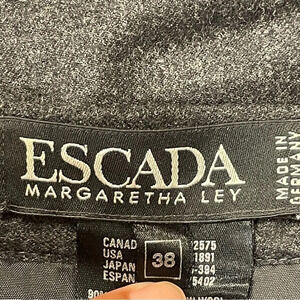 ESCADA
MARGARETHA LEY
MADE IN
GERMANY
CANAD 2575
USA 38 1891
JAPAN -394
ESPAN 5402